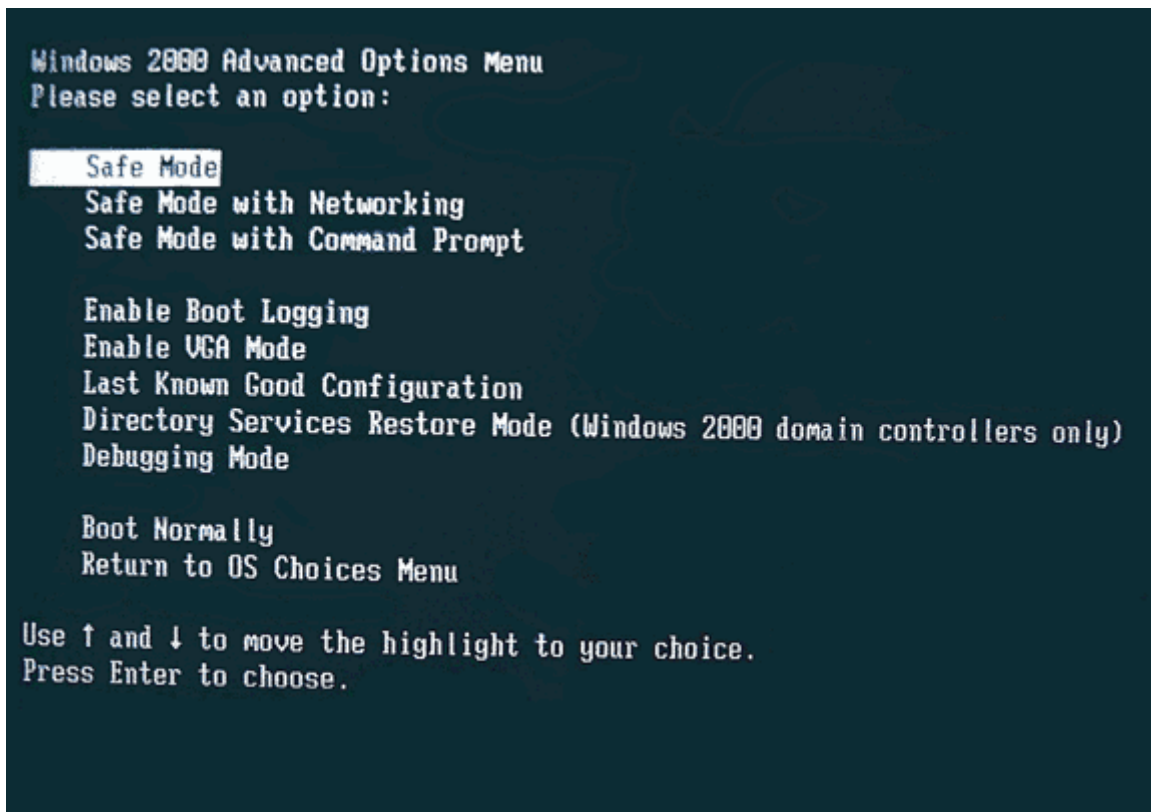 Windows 2000 Advanced Options Menu
Please select an option:
Safe Mode
Safe Mode with Networking
Safe Mode with Command Prompt
Enable Boot Logging
Enable VGA Mode
Last Known Good Configuration
Directory Services Restore Mode (Windows 2000 domain controllers only)
Debugging Mode
Boot Normally
Return to OS Choices Menu
Use ↑ and ↓ to move the highlight to your choice.
Press Enter to choose.